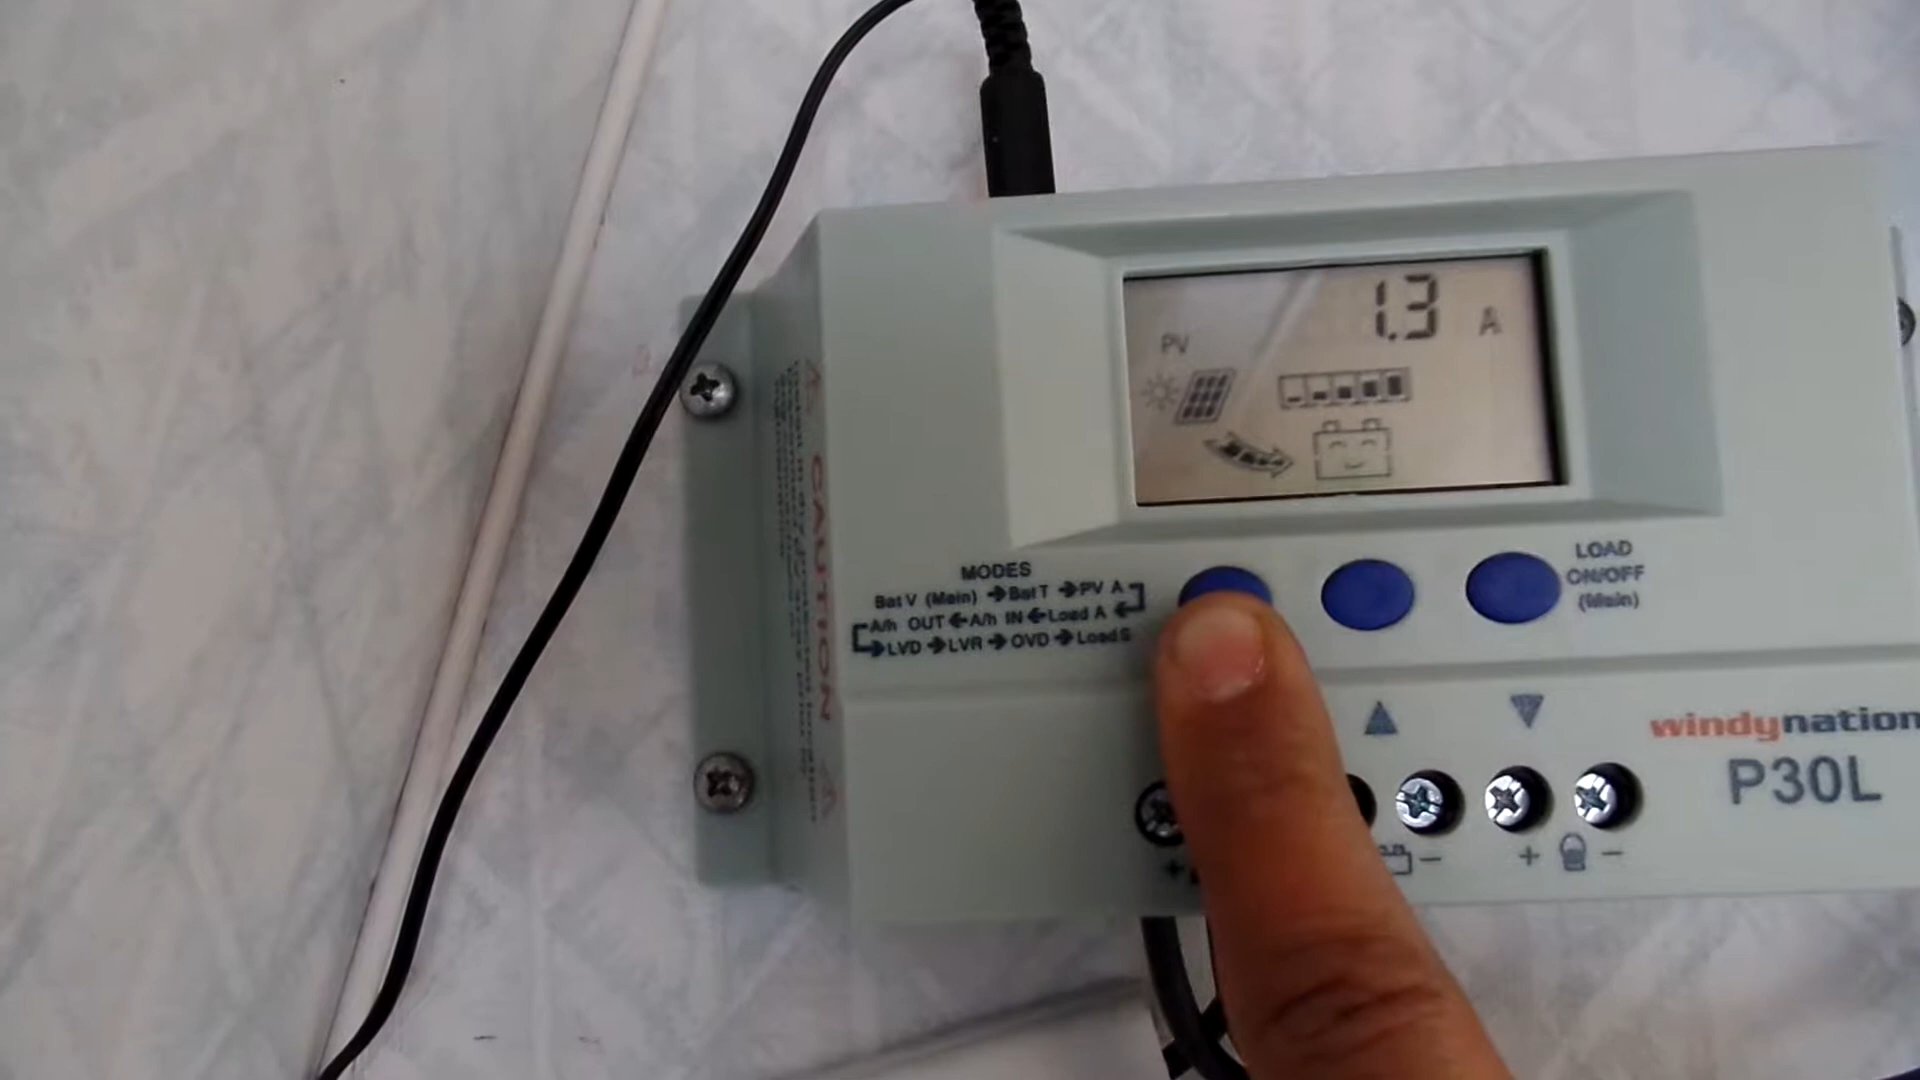 1.3 A
PV
MODES
Bat V (Main) → Bat T → PV A
A/h OUT ← A/h IN ← Load A
LVD → LVR → OVD → Load S
LOAD
ON/OFF
(Main)
CAUTION
windynation
P30L
+ −
+ −